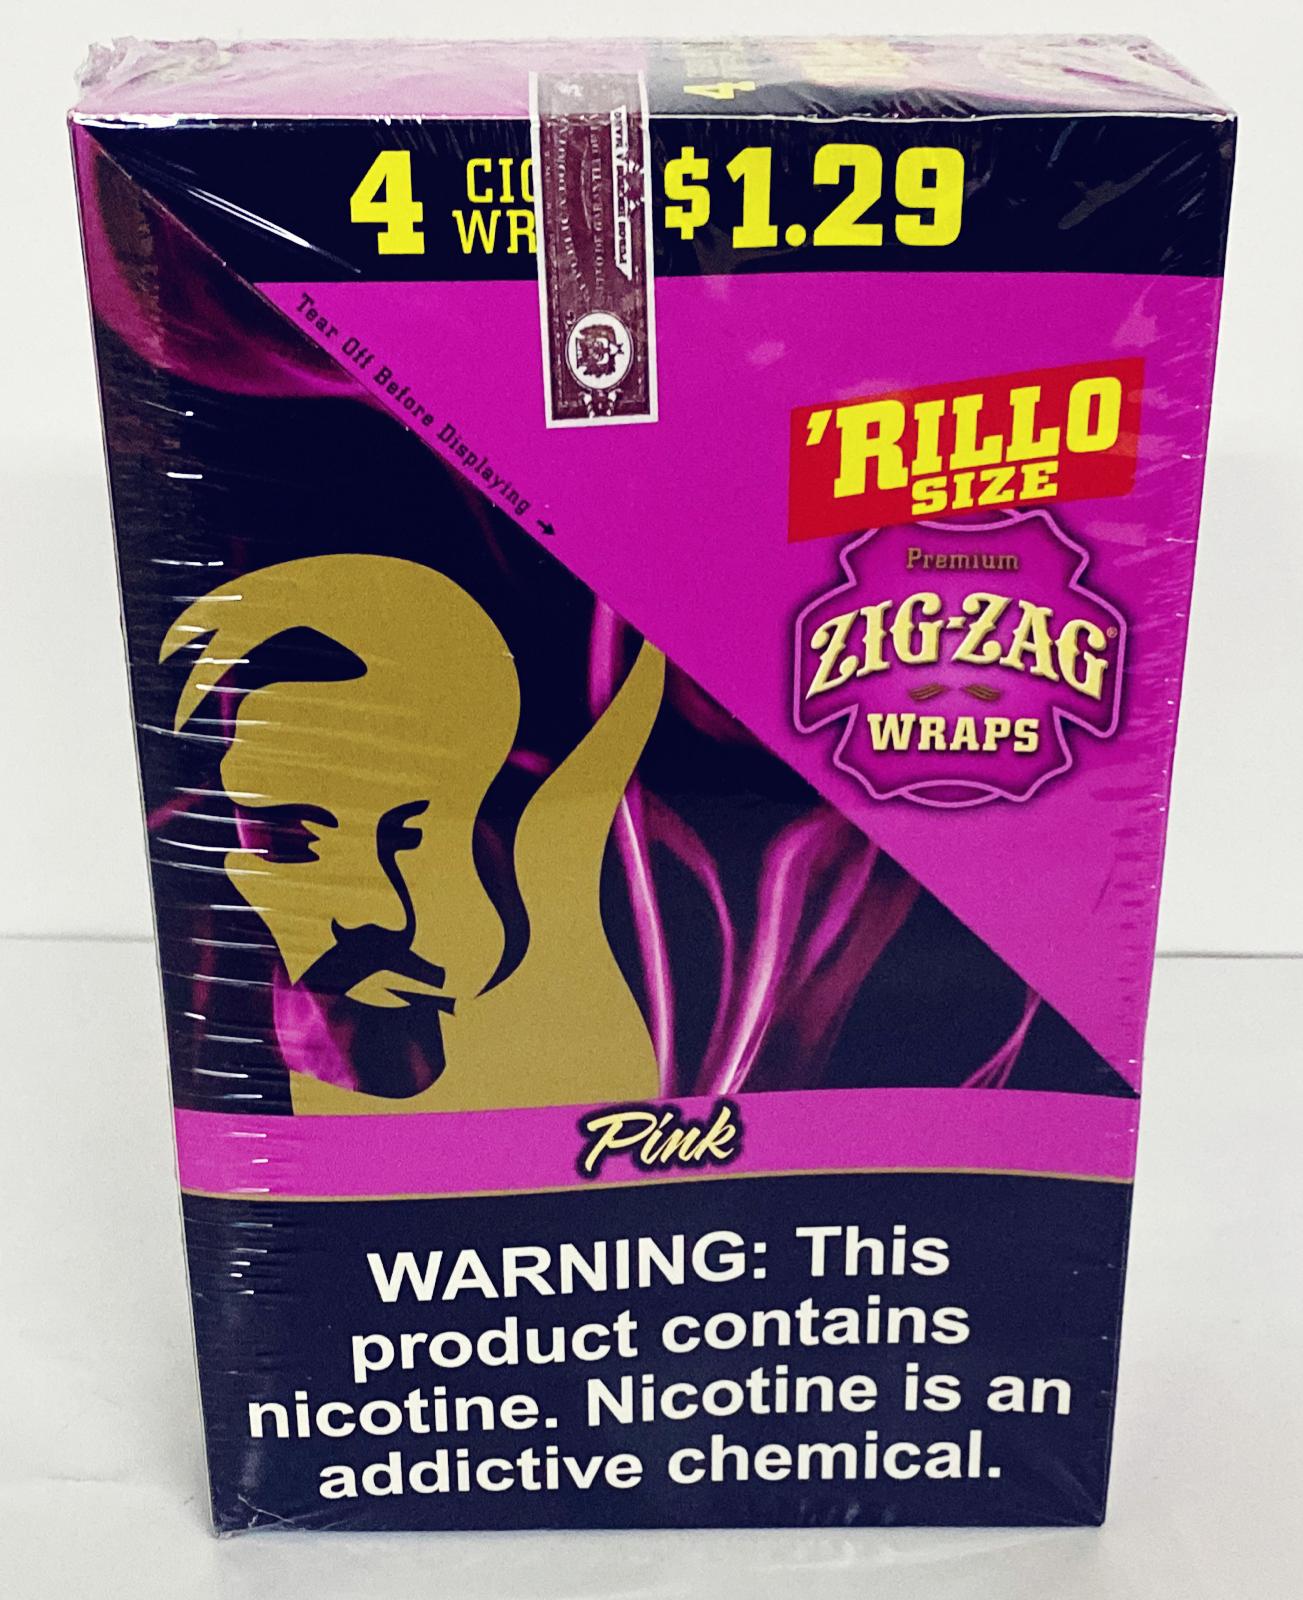 4 CIG $1.29
WR
Tear Off Before Displaying
'RILLO
SIZE
Premium
ZIG-ZAG®
WRAPS
Pink
WARNING: This
product contains
nicotine. Nicotine is an
addictive chemical.